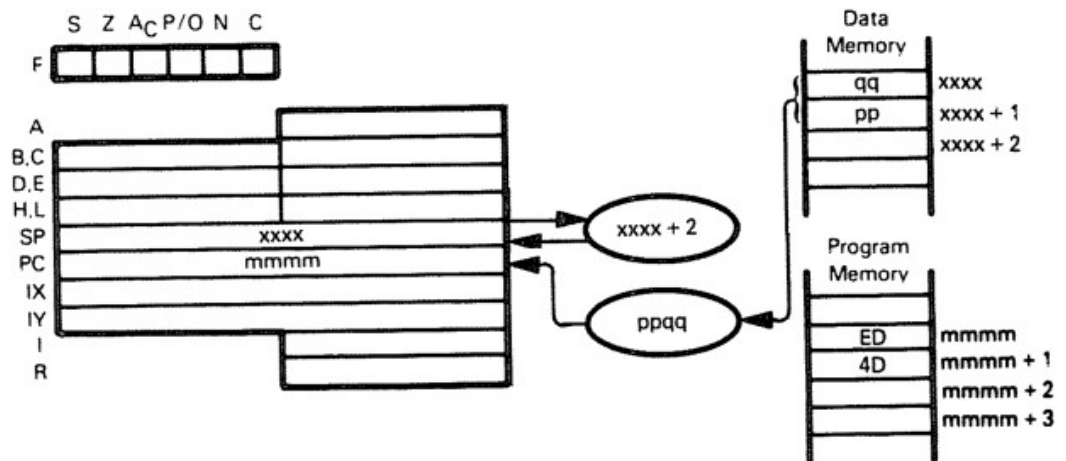 S Z AC P/O N C
F
A
B,C
D,E
H,L
SP xxxx
PC mmmm
IX
IY
I
R
xxxx + 2
ppqq
Data
Memory
qq xxxx
pp xxxx + 1
xxxx + 2
Program
Memory
ED mmmm
4D mmmm + 1
mmmm + 2
mmmm + 3